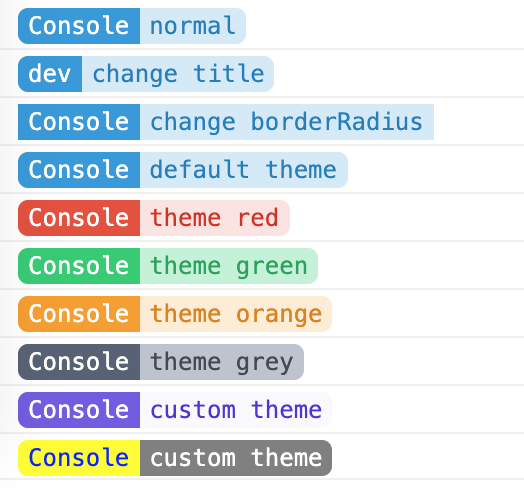 Console normal
dev change title
Console change borderRadius
Console default theme
Console theme red
Console theme green
Console theme orange
Console theme grey
Console custom theme
Console custom theme